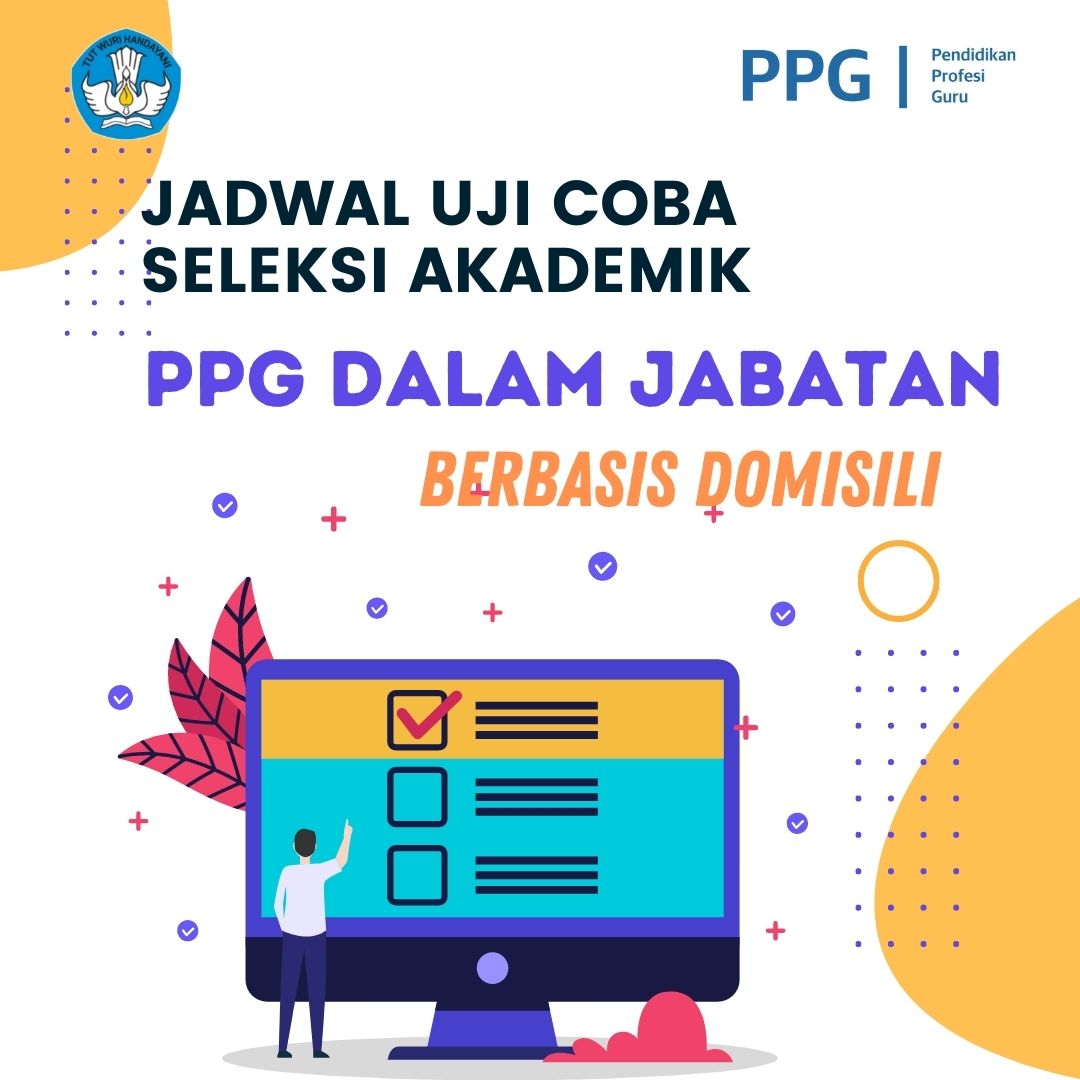 TUT WURI HANDAYANI
PPG
Pendidikan
Profesi
Guru
JADWAL UJI COBA
SELEKSI AKADEMIK
PPG DALAM JABATAN
BERBASIS DOMISILI